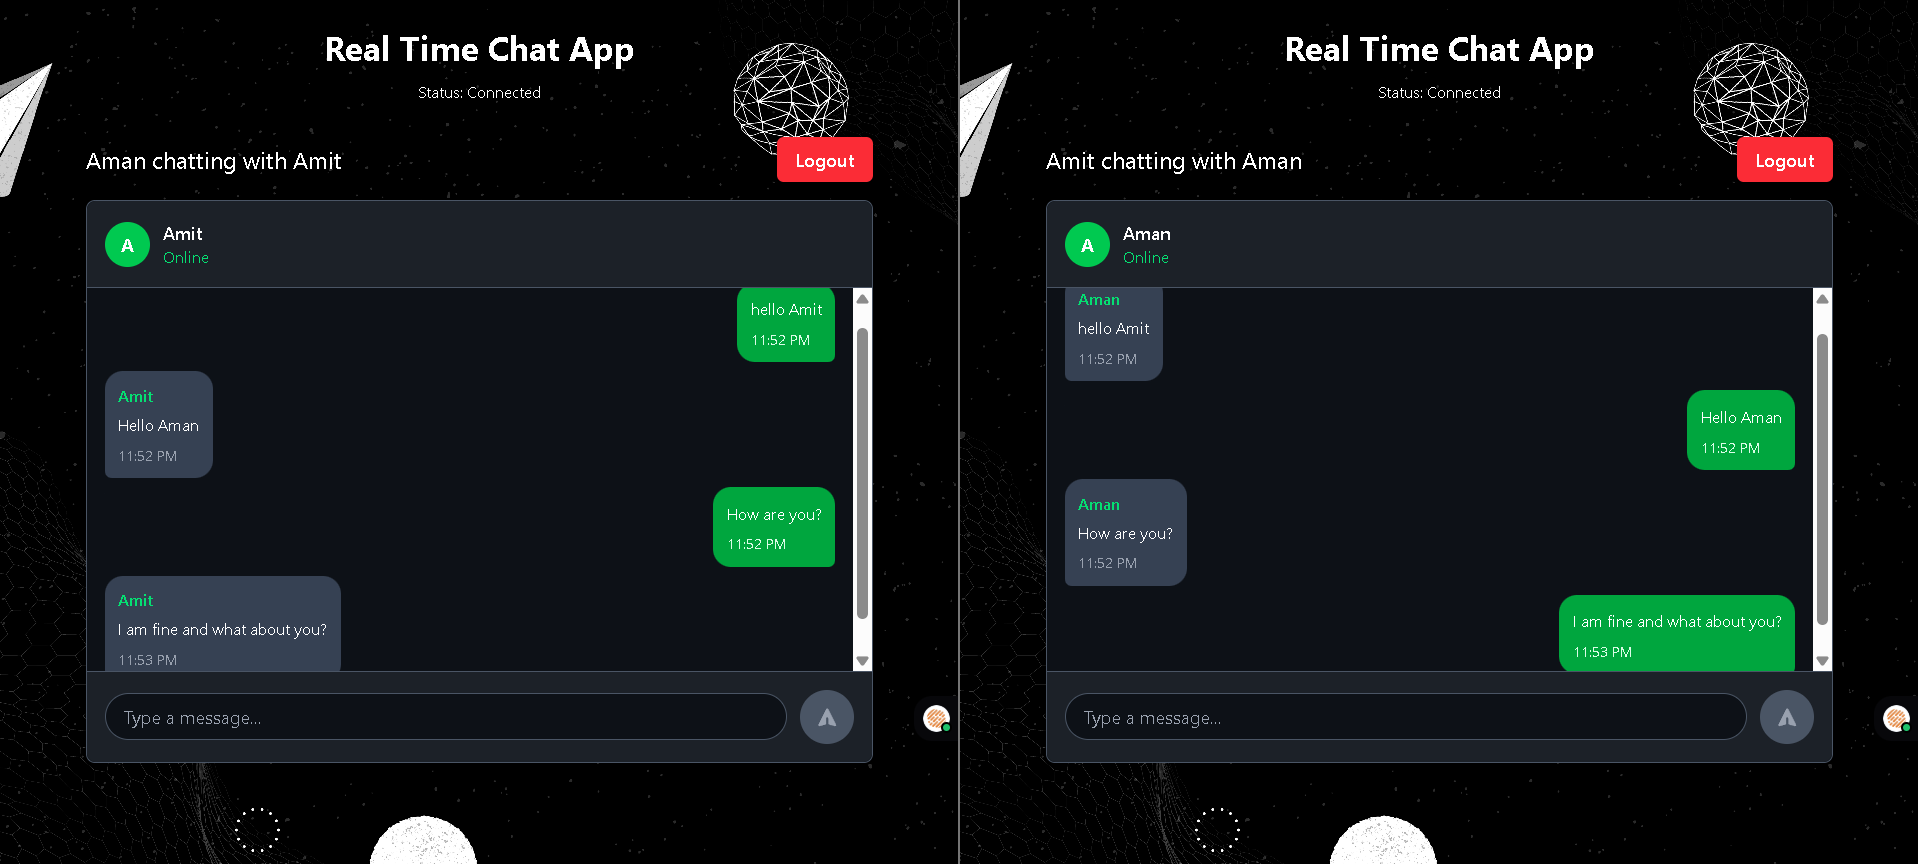 Real Time Chat App
Status: Connected
Aman chatting with Amit
Logout
A
Amit
Online
hello Amit
11:52 PM
Amit
Hello Aman
11:52 PM
How are you?
11:52 PM
Amit
I am fine and what about you?
11:53 PM
Type a message...
Real Time Chat App
Status: Connected
Amit chatting with Aman
Logout
A
Aman
Online
Aman
hello Amit
11:52 PM
Hello Aman
11:52 PM
Aman
How are you?
11:52 PM
I am fine and what about you?
11:53 PM
Type a message...